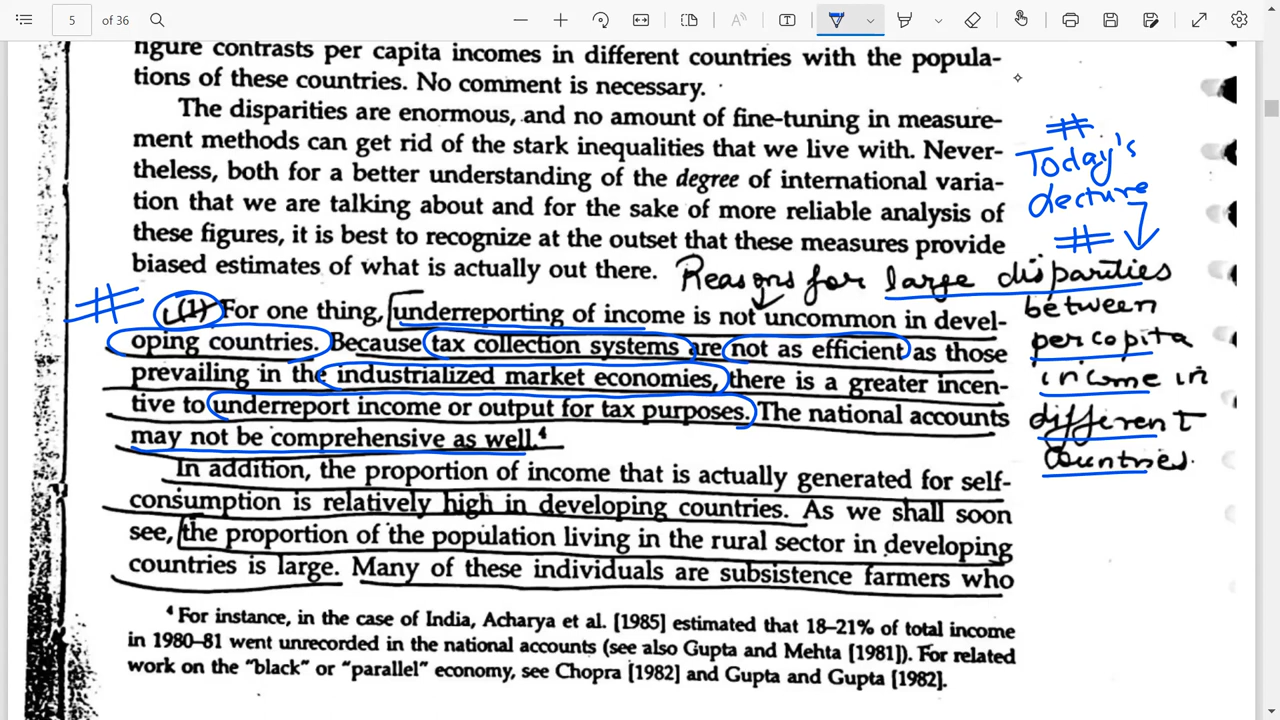 5 of 36
figure contrasts per capita incomes in different countries with the popula-
tions of these countries. No comment is necessary.
The disparities are enormous, and no amount of fine-tuning in measure-
ment methods can get rid of the stark inequalities that we live with. Never-
theless, both for a better understanding of the degree of international varia-
tion that we are talking about and for the sake of more reliable analysis of
these figures, it is best to recognize at the outset that these measures provide
biased estimates of what is actually out there.
# Today's
Lecture
#
Reasons for large disparities
between
percapita
income in
different
Countries.
# (1) For one thing, underreporting of income is not uncommon in devel-
oping countries. Because tax collection systems are not as efficient as those
prevailing in the industrialized market economies, there is a greater incen-
tive to underreport income or output for tax purposes. The national accounts
may not be comprehensive as well.⁴
In addition, the proportion of income that is actually generated for self-
consumption is relatively high in developing countries. As we shall soon
see, the proportion of the population living in the rural sector in developing
countries is large. Many of these individuals are subsistence farmers who
⁴ For instance, in the case of India, Acharya et al. [1985] estimated that 18–21% of total income
in 1980–81 went unrecorded in the national accounts (see also Gupta and Mehta [1981]). For related
work on the "black" or "parallel" economy, see Chopra [1982] and Gupta and Gupta [1982].